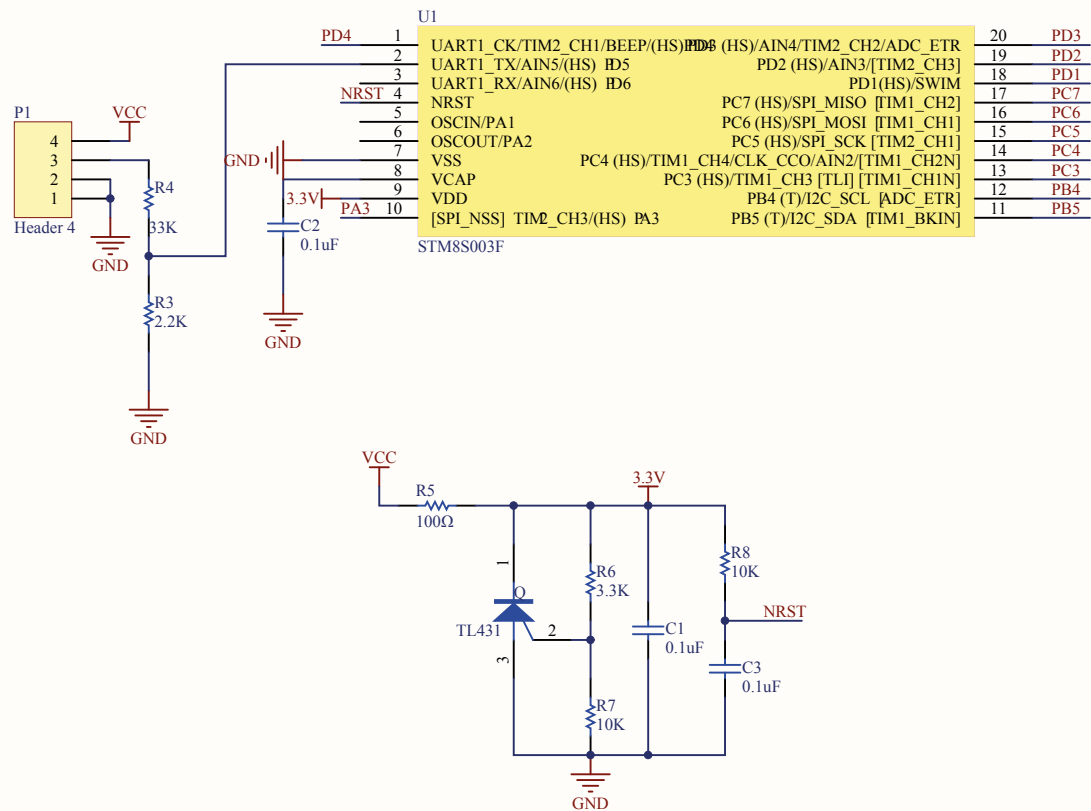 U1
PD4 1 UART1_CK/TIM2_CH1/BEEP/(HS) PD4
2 UART1_TX/AIN5/(HS) PD5
3 UART1_RX/AIN6/(HS) PD6
NRST 4 NRST
5 OSCIN/PA1
6 OSCOUT/PA2
GND 7 VSS
8 VCAP
3.3V 9 VDD
PA3 10 [SPI_NSS] TIM2_CH3/(HS) PA3
PD3 (HS)/AIN4/TIM2_CH2/ADC_ETR 20 PD3
PD2 (HS)/AIN3/[TIM2_CH3] 19 PD2
PD1(HS)/SWIM 18 PD1
PC7 (HS)/SPI_MISO [TIM1_CH2] 17 PC7
PC6 (HS)/SPI_MOSI [TIM1_CH1] 16 PC6
PC5 (HS)/SPI_SCK [TIM2_CH1] 15 PC5
PC4 (HS)/TIM1_CH4/CLK_CCO/AIN2/[TIM1_CH2N] 14 PC4
PC3 (HS)/TIM1_CH3 [TLI] [TIM1_CH1N] 13 PC3
PB4 (T)/I2C_SCL [ADC_ETR] 12 PB4
PB5 (T)/I2C_SDA [TIM1_BKIN] 11 PB5
STM8S003F
P1
VCC
4
3
2
1
Header 4
R4
33K
GND
R3
2.2K
GND
C2
0.1uF
GND
VCC
R5
100Ω
3.3V
1
Q
TL431
2
3
R6
3.3K
R7
10K
C1
0.1uF
R8
10K
NRST
C3
0.1uF
GND